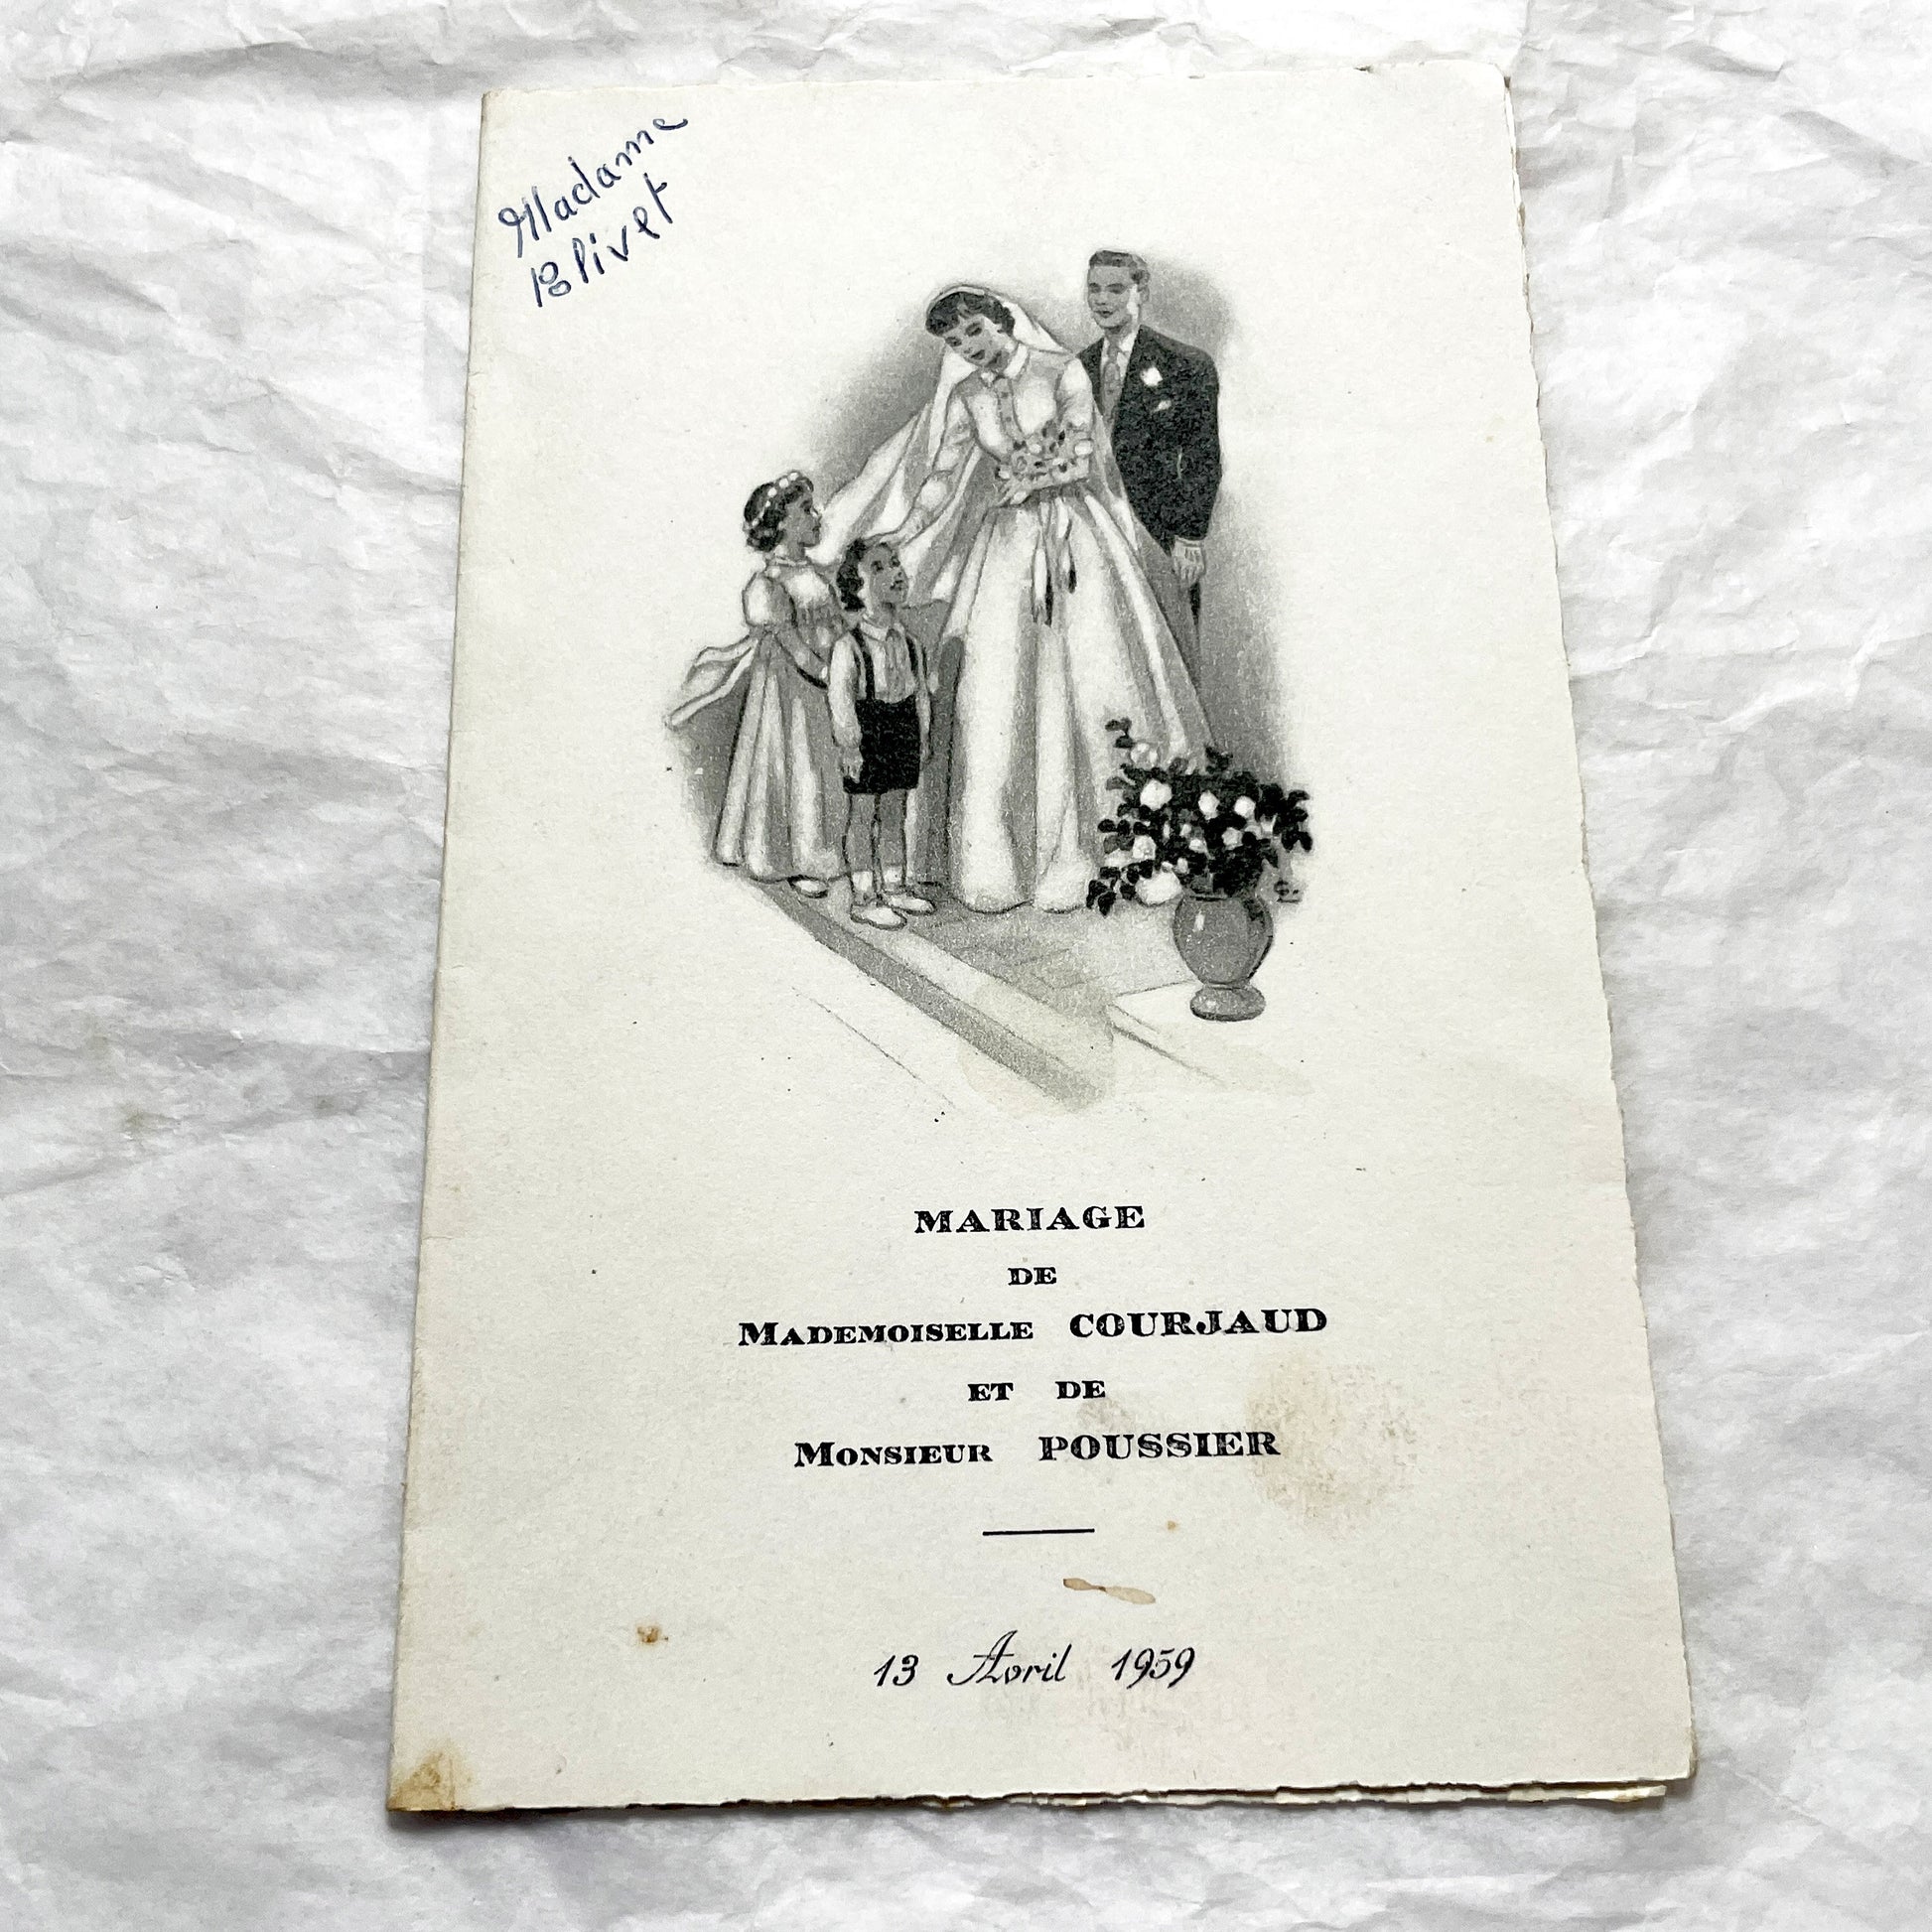 Madame
Blivet
MARIAGE
DE
MADEMOISELLE COURJAUD
ET DE
MONSIEUR POUSSIER
13 Avril 1959